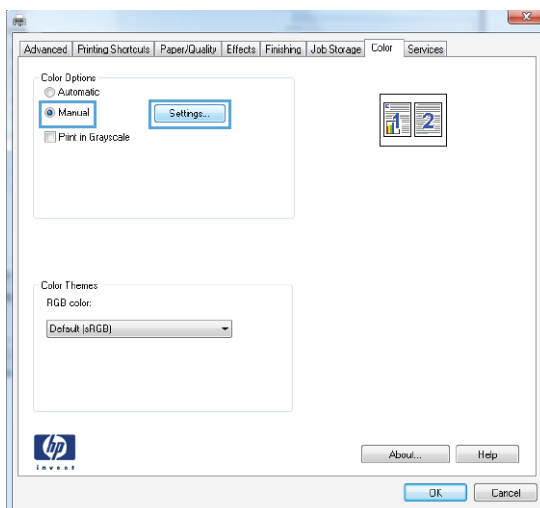 Advanced Printing Shortcuts Paper/Quality Effects Finishing Job Storage Color Services
Color Options
Automatic
Manual Settings...
Print in Grayscale
1 2
Color Themes
RGB color:
Default (sRGB)
hp
invent
About... Help
OK Cancel